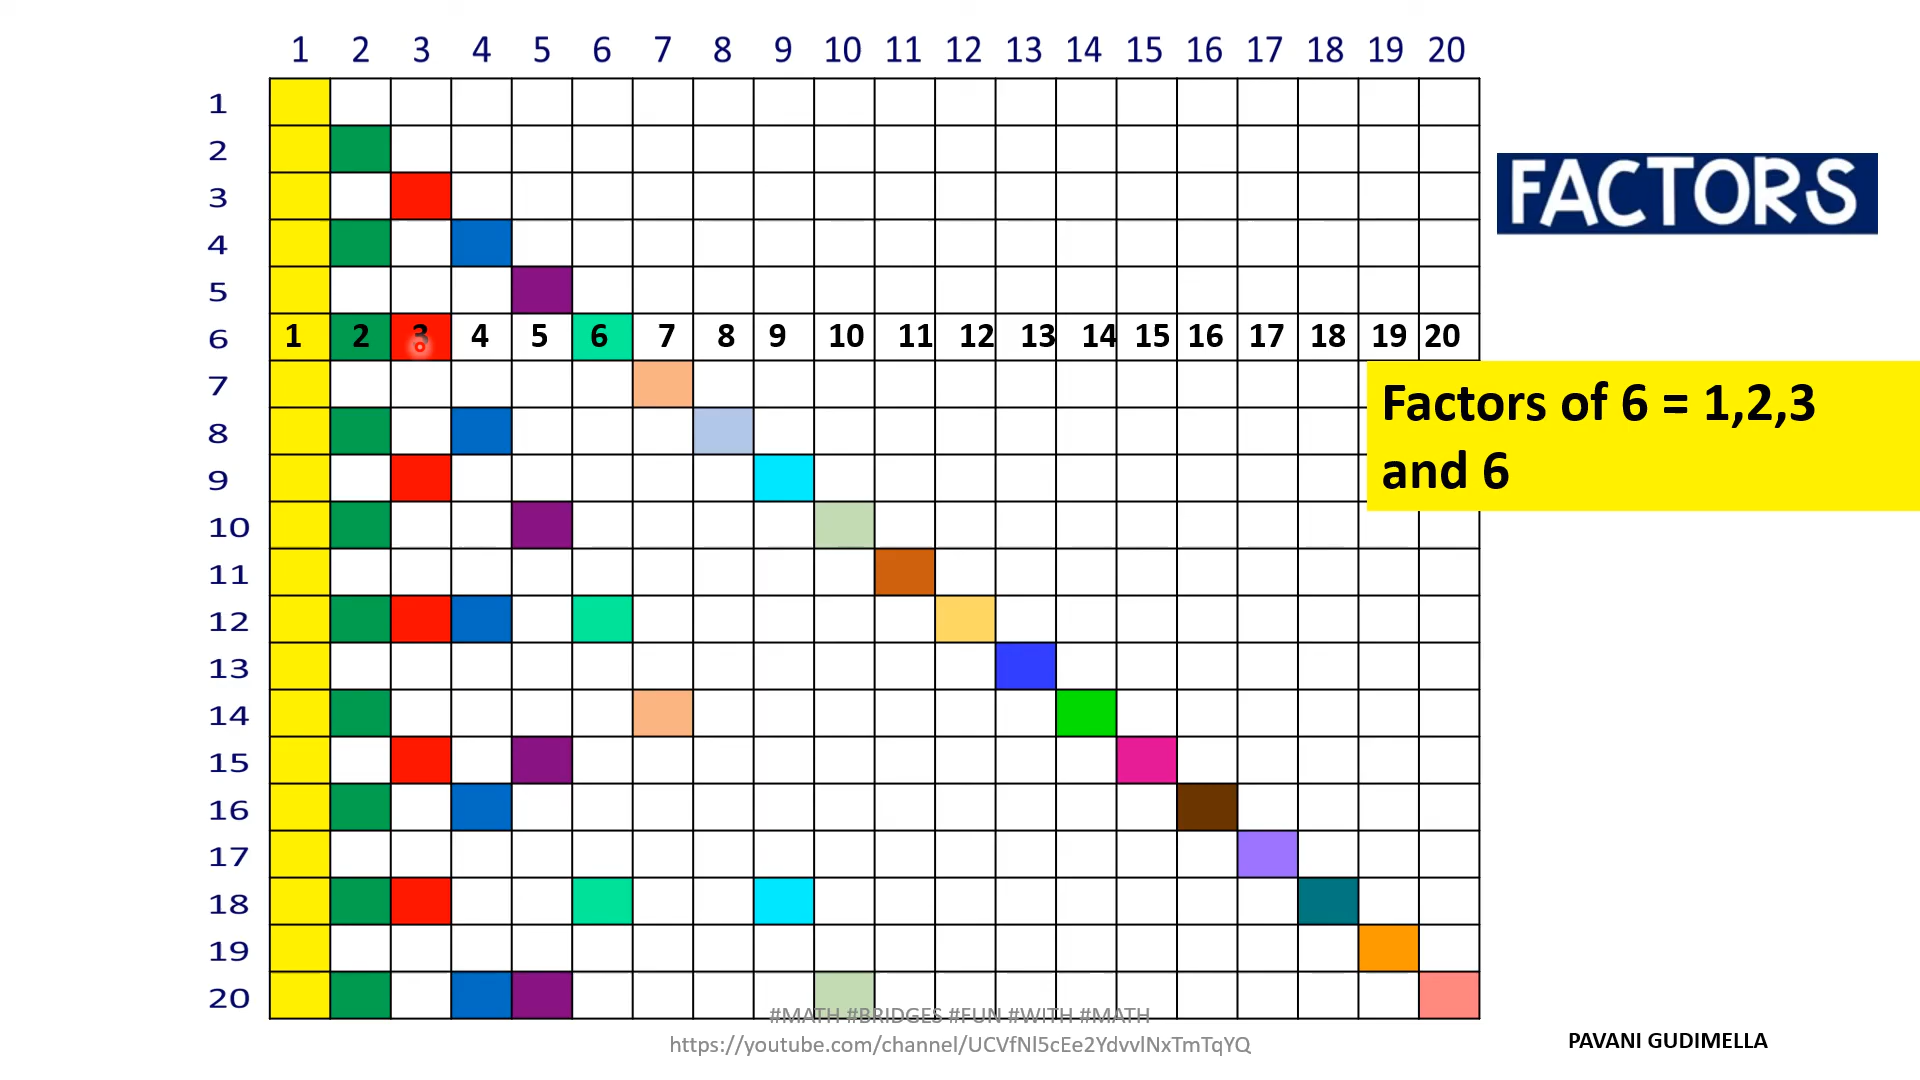 1 2 3 4 5 6 7 8 9 10 11 12 13 14 15 16 17 18 19 20
1
2
3
4
5
6 1 2 3 4 5 6 7 8 9 10 11 12 13 14 15 16 17 18 19 20
7
8
9
10
11
12
13
14
15
16
17
18
19
20
FACTORS
Factors of 6 = 1,2,3
and 6
#MATH #BRIDGES #FUN #WITH #MATH
https://youtube.com/channel/UCVfNl5cEe2YdvvlNxTmTqYQ
PAVANI GUDIMELLA